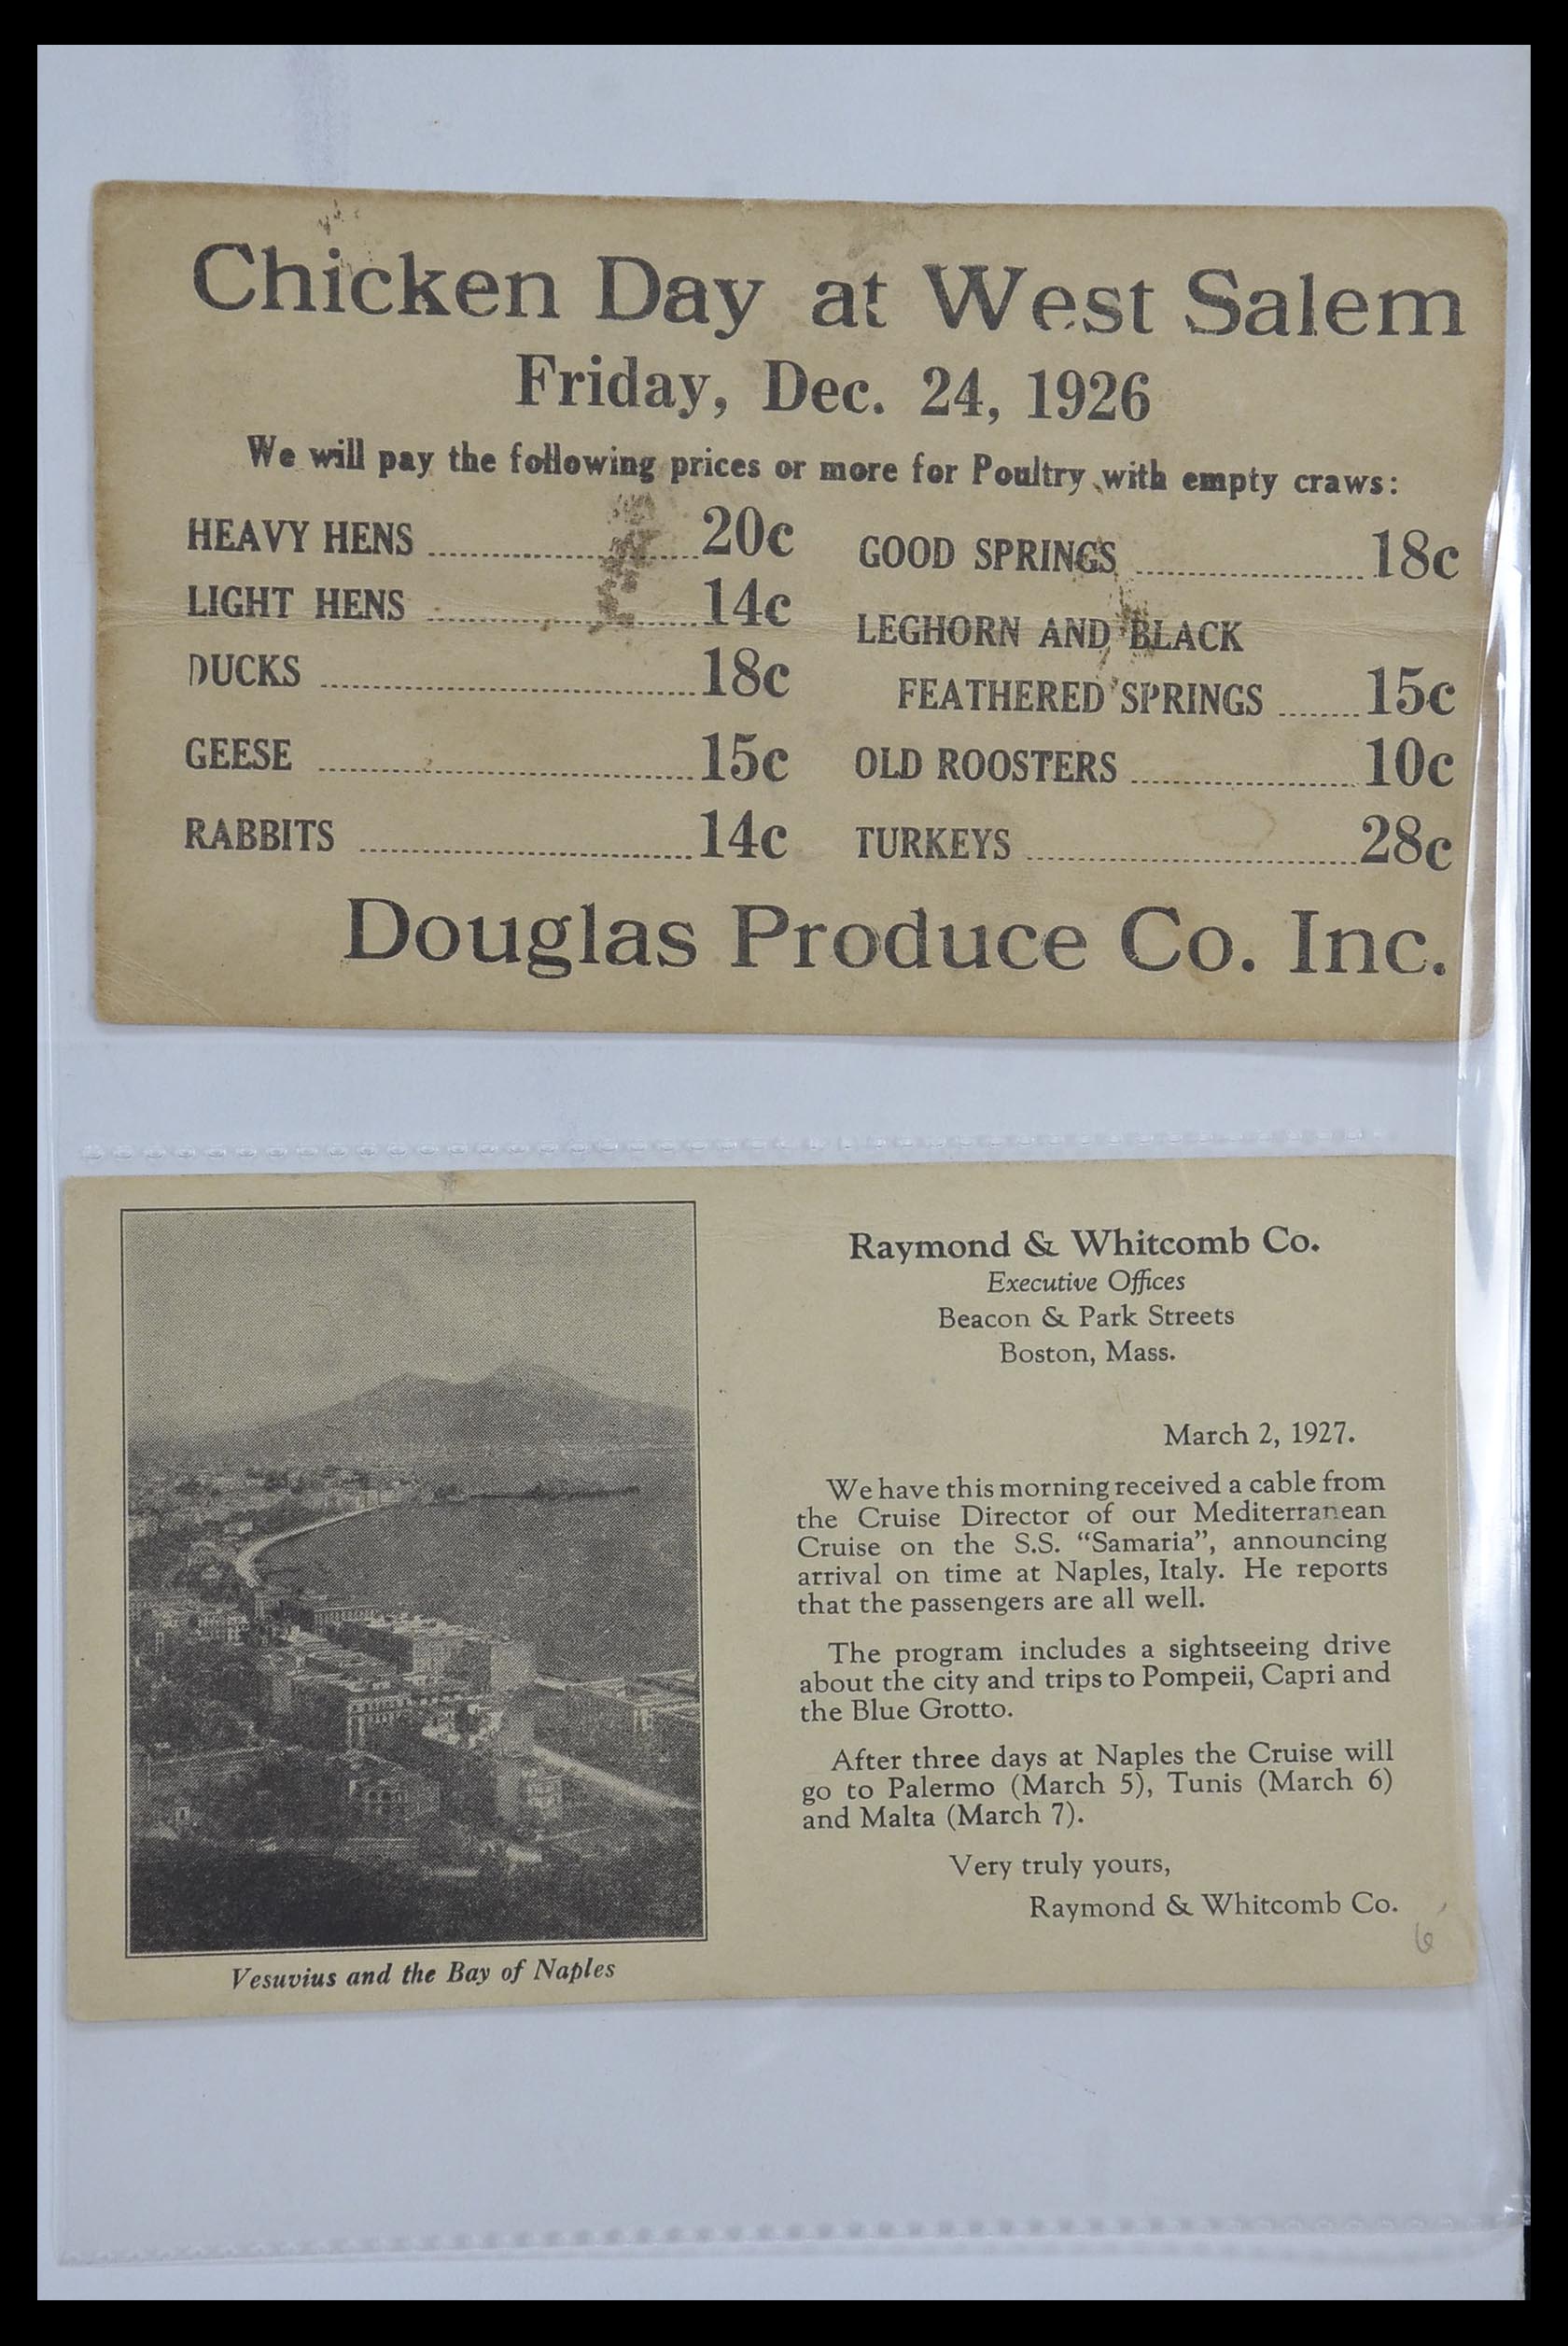 Chicken Day at West Salem
Friday, Dec. 24, 1926
We will pay the following prices or more for Poultry with empty craws:
HEAVY HENS 20c
LIGHT HENS 14c
DUCKS 18c
GEESE 15c
RABBITS 14c
GOOD SPRINGS 18c
LEGHORN AND BLACK
FEATHERED SPRINGS 15c
OLD ROOSTERS 10c
TURKEYS 28c
Douglas Produce Co. Inc.
Vesuvius and the Bay of Naples
Raymond & Whitcomb Co.
Executive Offices
Beacon & Park Streets
Boston, Mass.
March 2, 1927.
We have this morning received a cable from
the Cruise Director of our Mediterranean
Cruise on the S.S. “Samaria”, announcing
arrival on time at Naples, Italy. He reports
that the passengers are all well.
The program includes a sightseeing drive
about the city and trips to Pompeii, Capri and
the Blue Grotto.
After three days at Naples the Cruise will
go to Palermo (March 5), Tunis (March 6)
and Malta (March 7).
Very truly yours,
Raymond & Whitcomb Co.
6